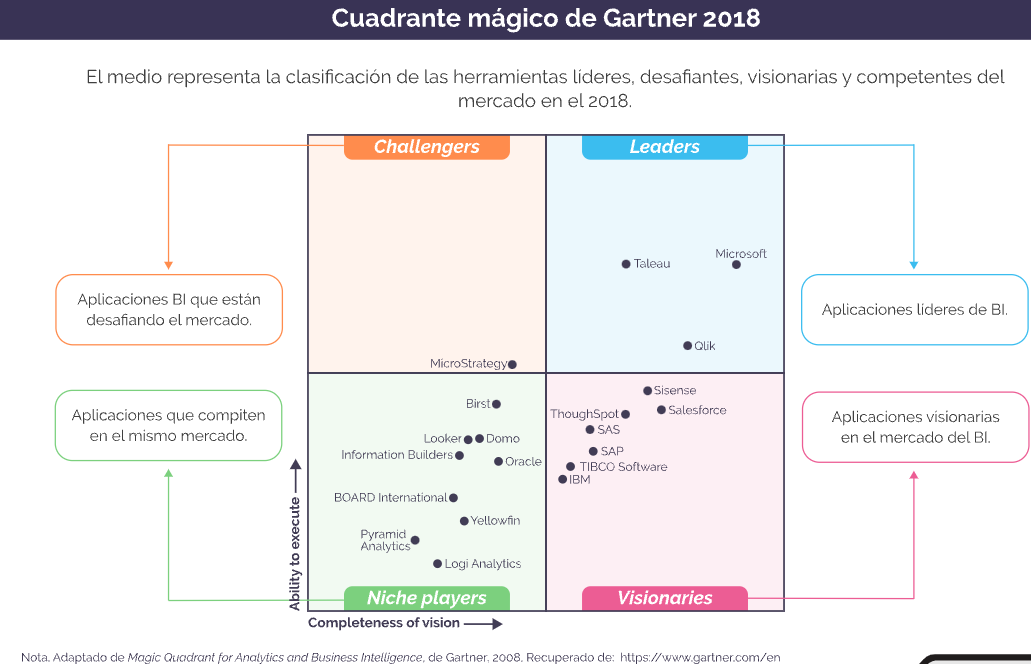 Cuadrante mágico de Gartner 2018
El medio representa la clasificación de las herramientas líderes, desafiantes, visionarias y competentes del
mercado en el 2018.
Challengers
Leaders
Aplicaciones BI que están
desafiando el mercado.
Taleau
Microsoft
Qlik
MicroStrategy
Aplicaciones líderes de BI.
Aplicaciones que compiten
en el mismo mercado.
Birst
Looker
Domo
Information Builders
Oracle
BOARD International
Yellowfin
Pyramid
Analytics
Logi Analytics
Sisense
Salesforce
ThoughSpot
SAS
SAP
TIBCO Software
IBM
Aplicaciones visionarias
en el mercado del BI.
Ability to execute
Niche players
Visionaries
Completeness of vision
Nota. Adaptado de Magic Quadrant for Analytics and Business Intelligence, de Gartner, 2008, Recuperado de: https://www.gartner.com/en